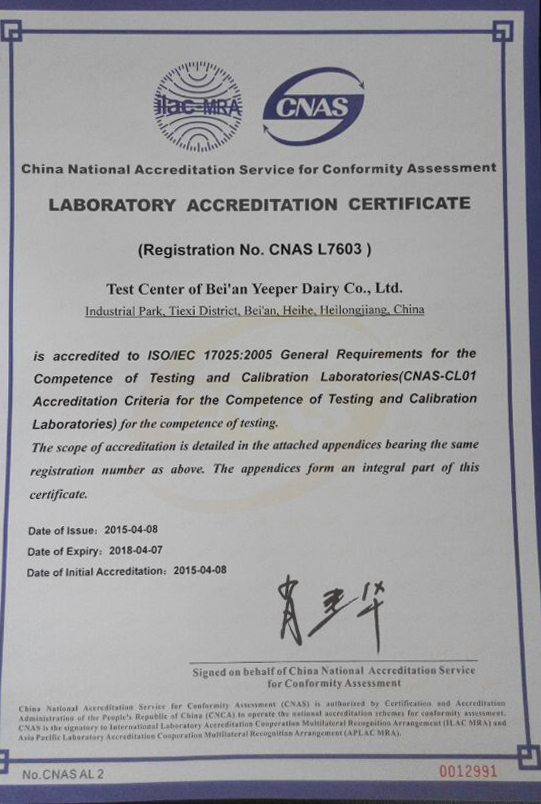 ilac-MRA
CNAS
China National Accreditation Service for Conformity Assessment
LABORATORY ACCREDITATION CERTIFICATE
(Registration No. CNAS L7603 )
Test Center of Bei'an Yeeper Dairy Co., Ltd.
Industrial Park, Tiexi District, Bei'an, Heihe, Heilongjiang, China
is accredited to ISO/IEC 17025:2005 General Requirements for the
Competence of Testing and Calibration Laboratories(CNAS-CL01
Accreditation Criteria for the Competence of Testing and Calibration
Laboratories) for the competence of testing.
The scope of accreditation is detailed in the attached appendices bearing the same
registration number as above. The appendices form an integral part of this
certificate.
Date of Issue: 2015-04-08
Date of Expiry: 2018-04-07
Date of Initial Accreditation: 2015-04-08
肖建华
Signed on behalf of China National Accreditation Service
for Conformity Assessment
China National Accreditation Service for Conformity Assessment (CNAS) is authorized by Certification and Accreditation
Administration of the People's Republic of China (CNCA) to operate the national accreditation schemes for conformity assessment.
CNAS is the signatory to International Laboratory Accreditation Cooperation Multilateral Recognition Arrangement (ILAC MRA) and
Asia Pacific Laboratory Accreditation Cooperation Multilateral Recognition Arrangement (APLAC MRA).
No.CNAS AL 2
0012991